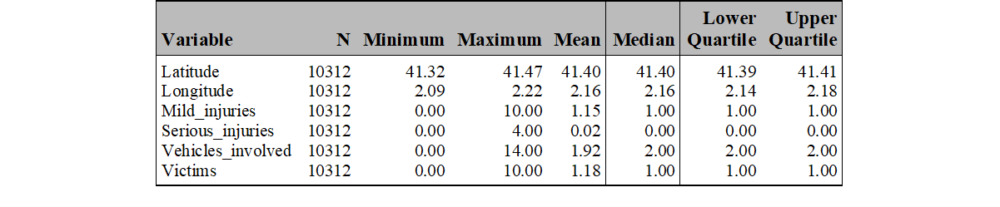 Variable N Minimum Maximum Mean Median Lower Quartile Upper Quartile
Latitude 10312 41.32 41.47 41.40 41.40 41.39 41.41
Longitude 10312 2.09 2.22 2.16 2.16 2.14 2.18
Mild_injuries 10312 0.00 10.00 1.15 1.00 1.00 1.00
Serious_injuries 10312 0.00 4.00 0.02 0.00 0.00 0.00
Vehicles_involved 10312 0.00 14.00 1.92 2.00 2.00 2.00
Victims 10312 0.00 10.00 1.18 1.00 1.00 1.00